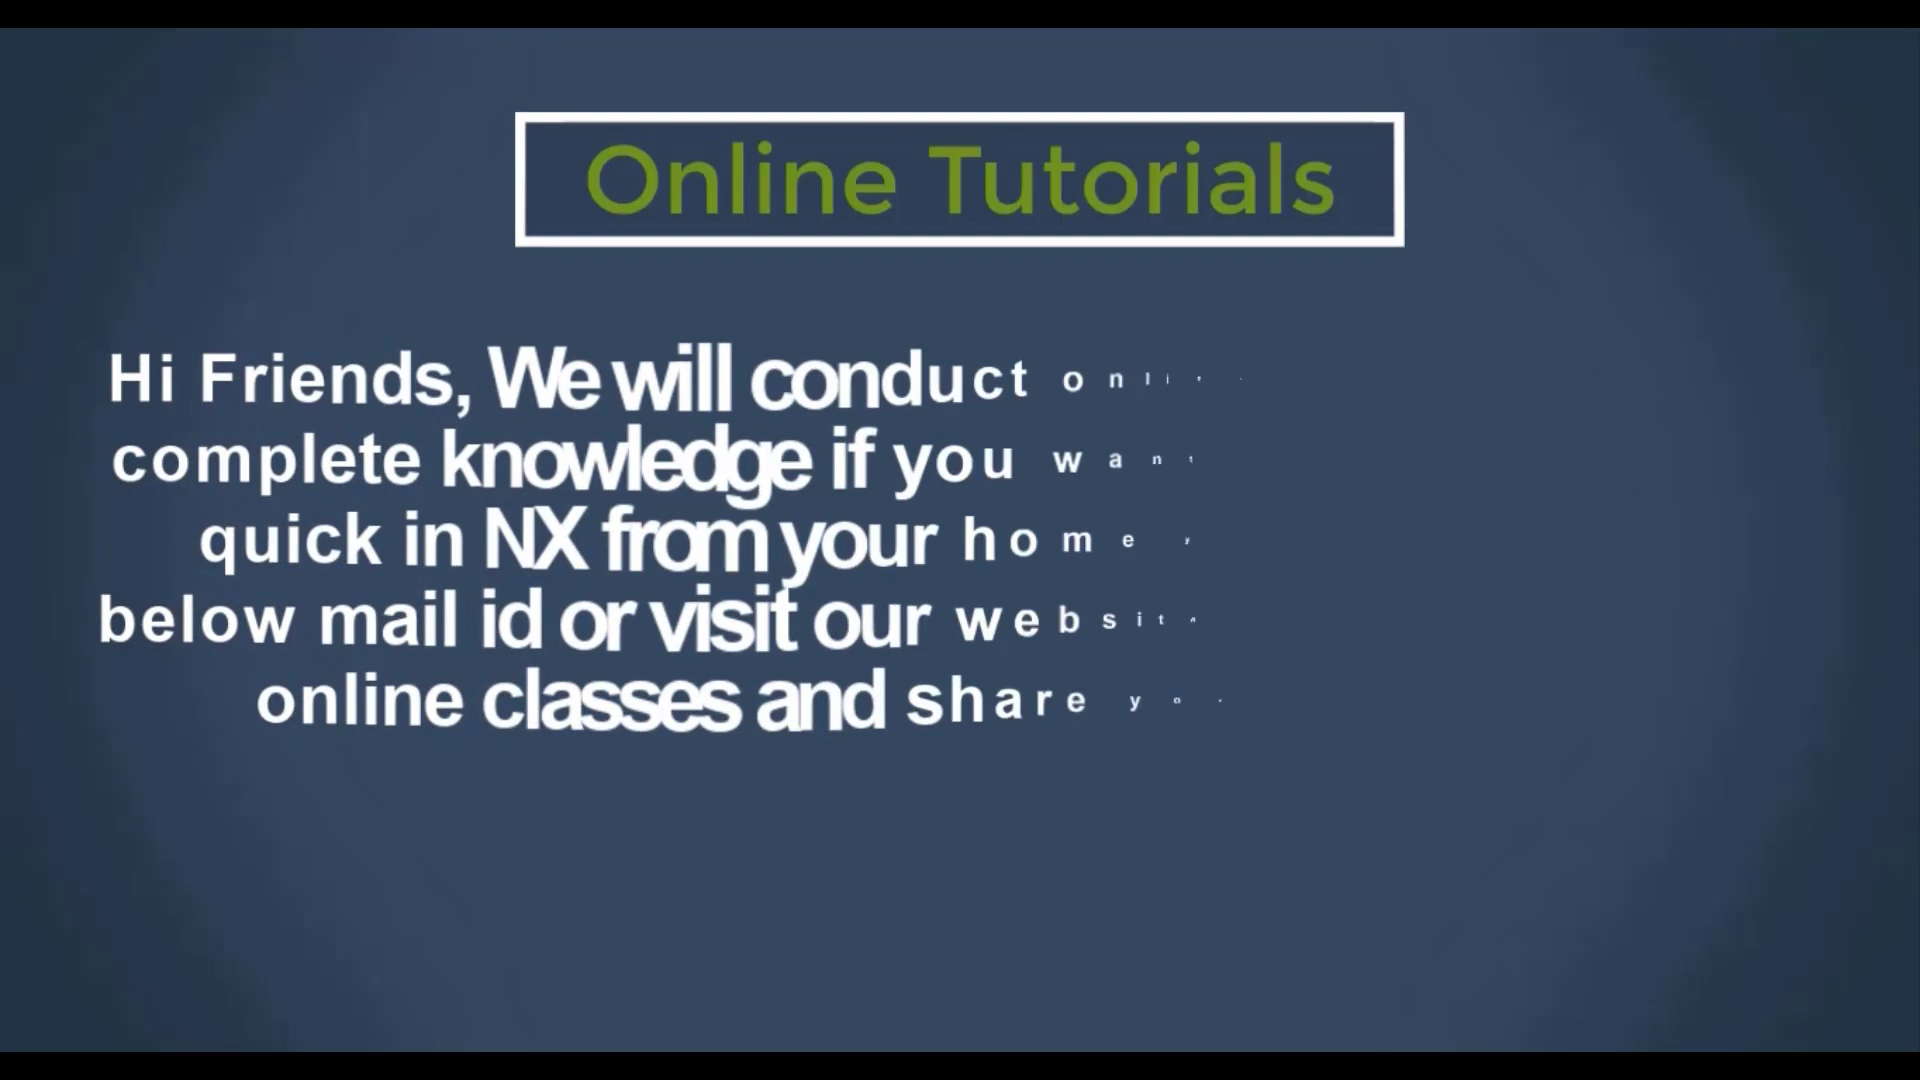 Online Tutorials
Hi Friends, We will conduct
complete knowledge if you want
quick in NX from your home
below mail id or visit our
online classes and share